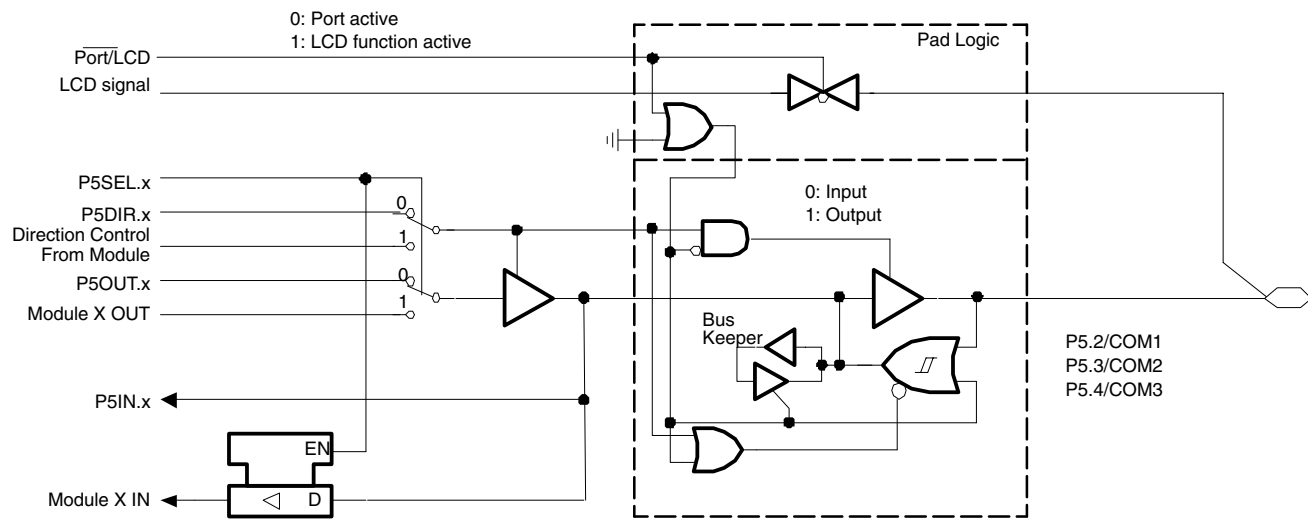 0: Port active
1: LCD function active
Pad Logic
Port/LCD
LCD signal
P5SEL.x
0: Input
1: Output
P5DIR.x
0
Direction Control
From Module
1
P5OUT.x
0
Module X OUT
1
Bus
Keeper
P5.2/COM1
P5.3/COM2
P5.4/COM3
P5IN.x
EN
Module X IN
D